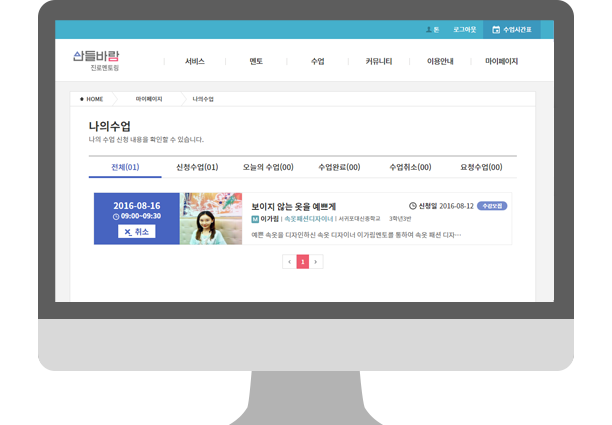 톤 로그아웃 수업시간표
산들바람
진로멘토링
서비스 멘토 수업 커뮤니티 이용안내 마이페이지
HOME 마이페이지 나의수업
나의수업
나의 수업 신청 내용을 확인할 수 있습니다.
전체(01) 신청수업(01) 오늘의 수업(00) 수업완료(00) 수업취소(00) 요청수업(00)
2016-08-16
09:00~09:30
취소
보이지 않는 옷을 예쁘게 신청일 2016-08-12 수업모집
M 이가림 | 속옷패션디자이너 | 서귀포대신중학교 3학년3반
예쁜 속옷을 디자인하신 속옷 디자이너 이가림멘토를 통하여 속옷 패션 디자…
‹ 1 ›